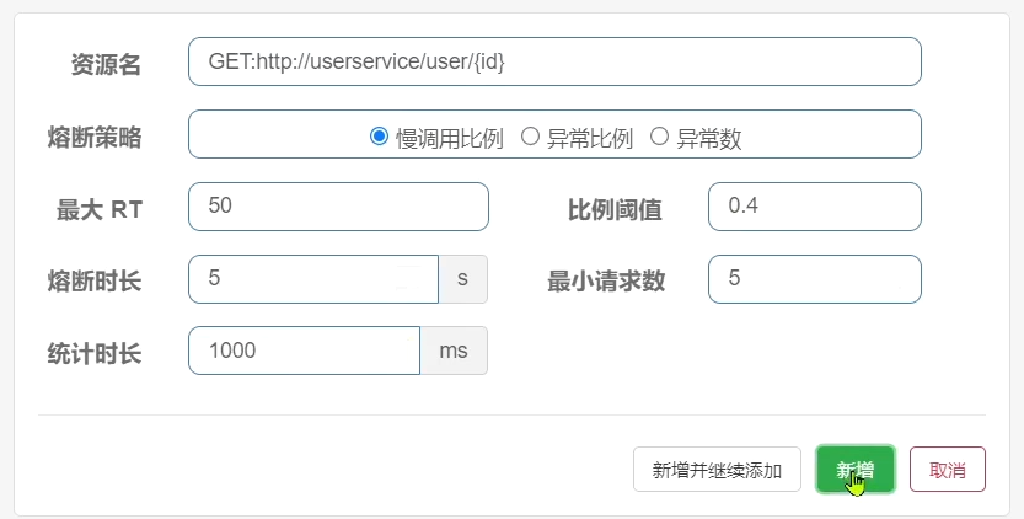 资源名 GET:http://userservice/user/{id}
熔断策略 慢调用比例 异常比例 异常数
最大 RT 50 比例阈值 0.4
熔断时长 5 s 最小请求数 5
统计时长 1000 ms
新增并继续添加 新增 取消